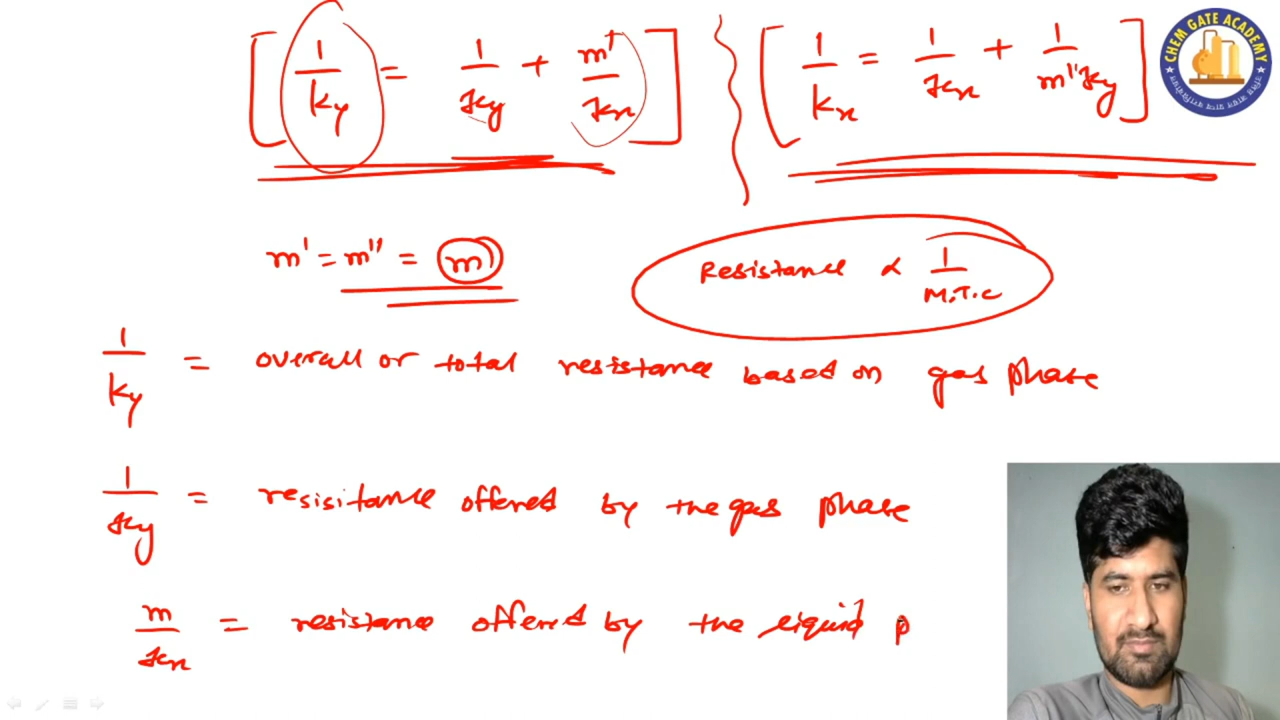 [ 1/Ky = 1/ky + m'/kx ] [ 1/Kx = 1/kx + 1/m''ky ]
CHEM GATE ACADEMY
m' = m'' = m
Resistance ∝ 1/M.T.C
1/Ky = overall or total resistance based on gas phase
1/ky = resisitance offered by the gas phase
m/kx = resistance offered by the liquid p